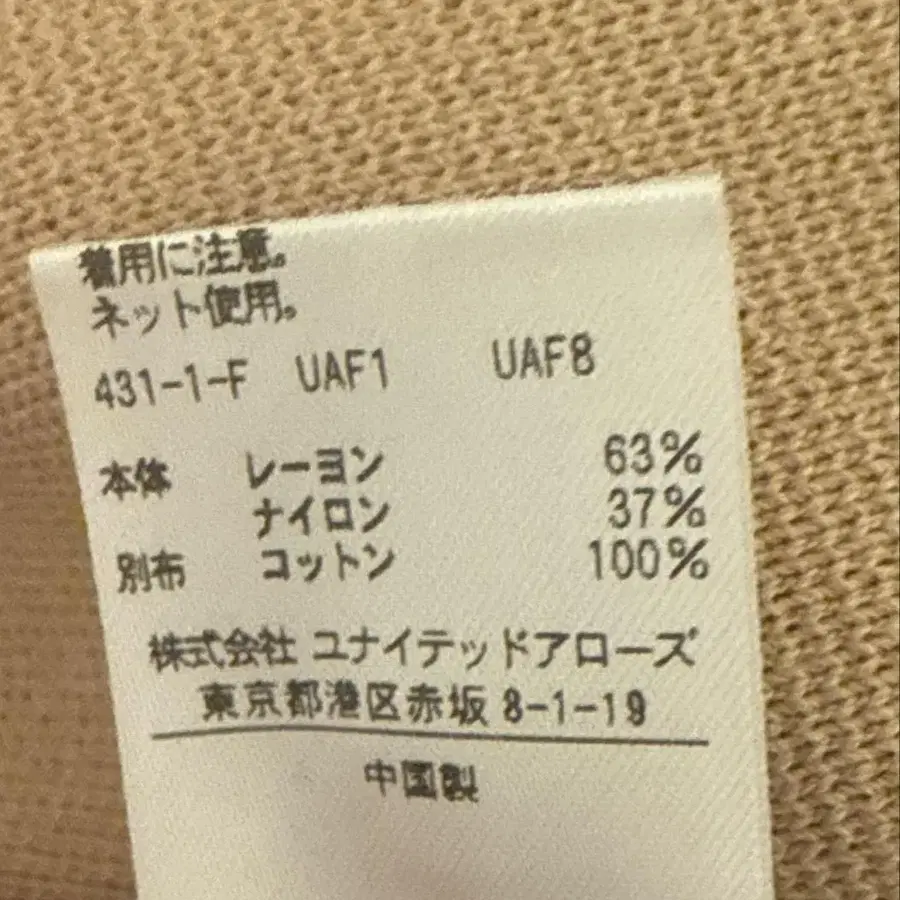 着用に注意。
ネット使用。
431-1-F UAF1 UAF8
本体 レーヨン 63%
ナイロン 37%
別布 コットン 100%
株式会社 ユナイテッドアローズ
東京都港区赤坂 8-1-19
中国製